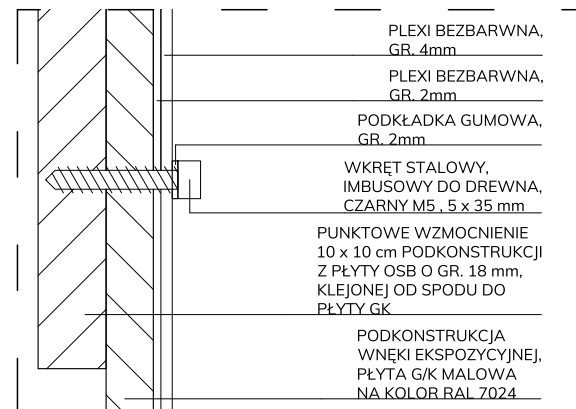 PLEXI BEZBARWNA,
GR. 4mm
PLEXI BEZBARWNA,
GR. 2mm
PODKŁADKA GUMOWA,
GR. 2mm
WKRĘT STALOWY,
IMBUSOWY DO DREWNA,
CZARNY M5 , 5 x 35 mm
PUNKTOWE WZMOCNIENIE
10 x 10 cm PODKONSTRUKCJI
Z PŁYTY OSB O GR. 18 mm,
KLEJONEJ OD SPODU DO
PŁYTY GK
PODKONSTRUKCJA
WNĘKI EKSPOZYCYJNEJ,
PŁYTA G/K MALOWA
NA KOLOR RAL 7024